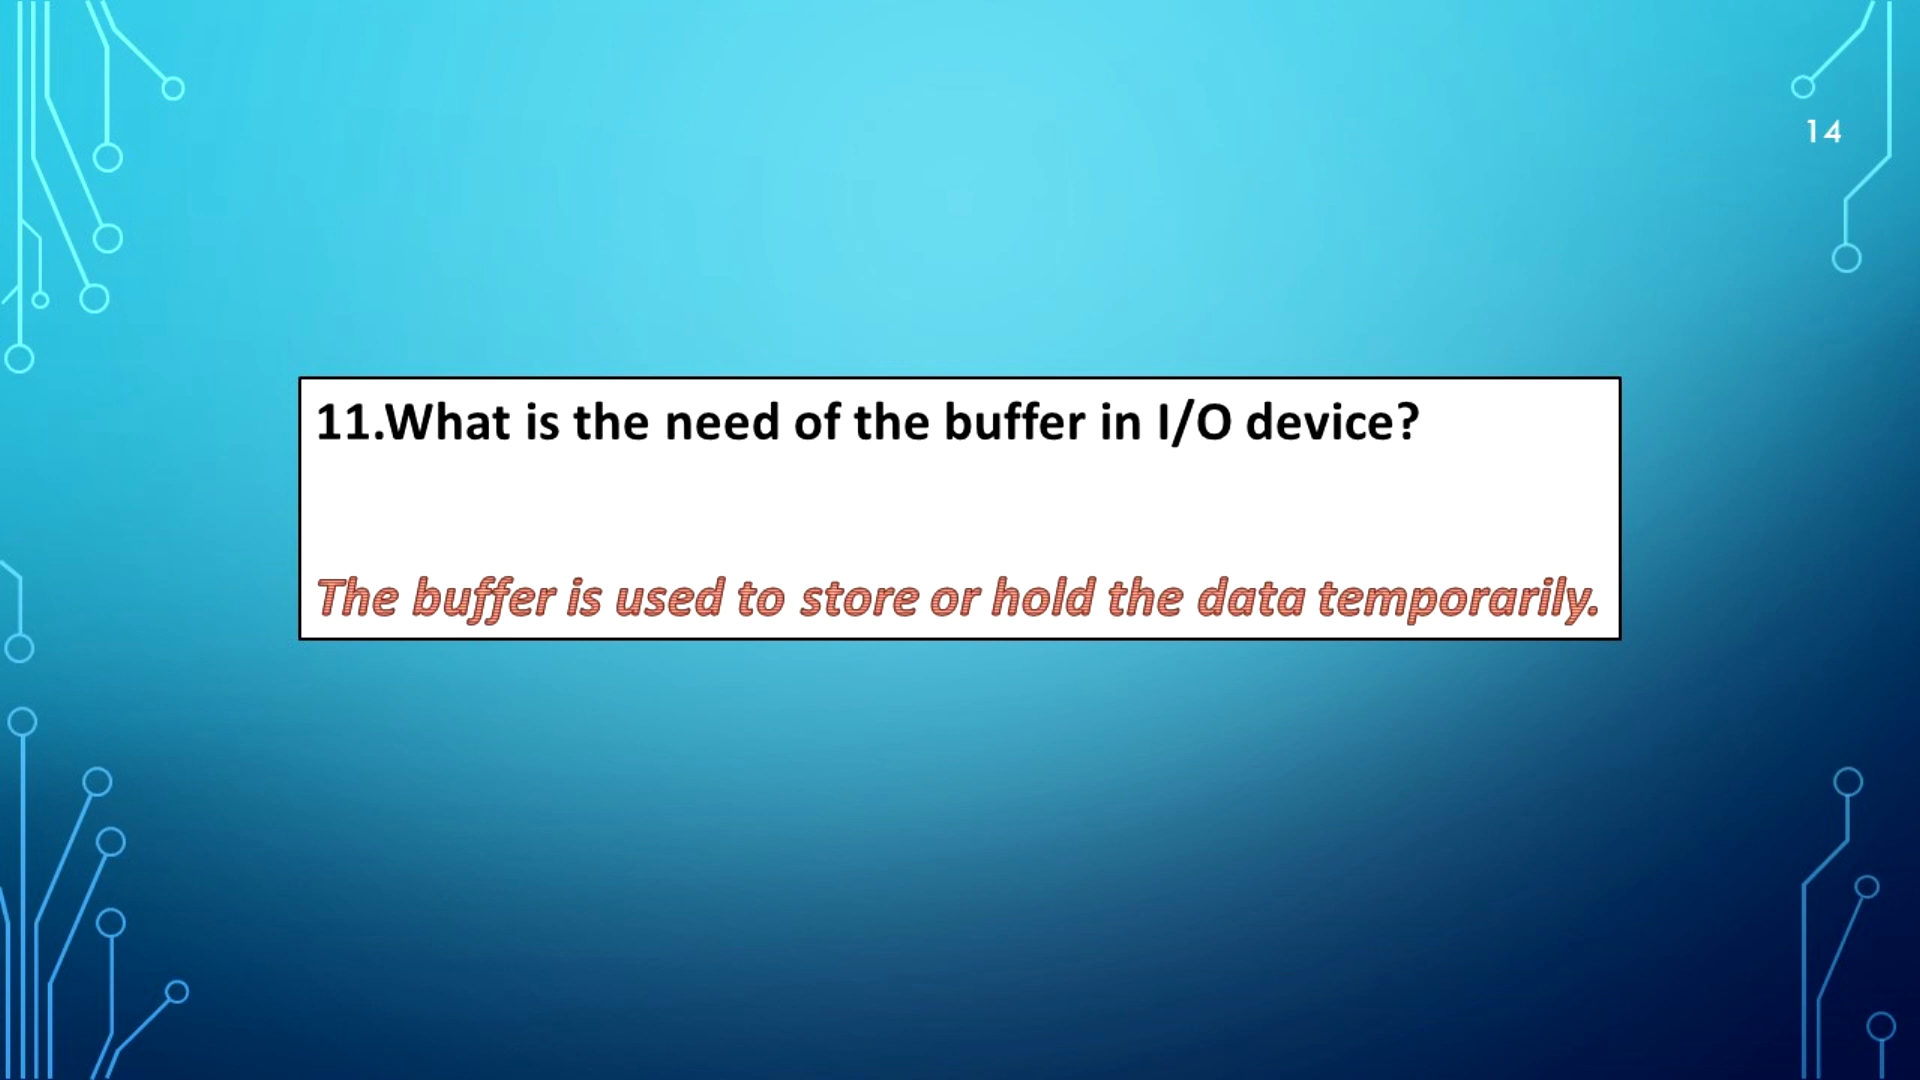 14
11.What is the need of the buffer in I/O device?
The buffer is used to store or hold the data temporarily.